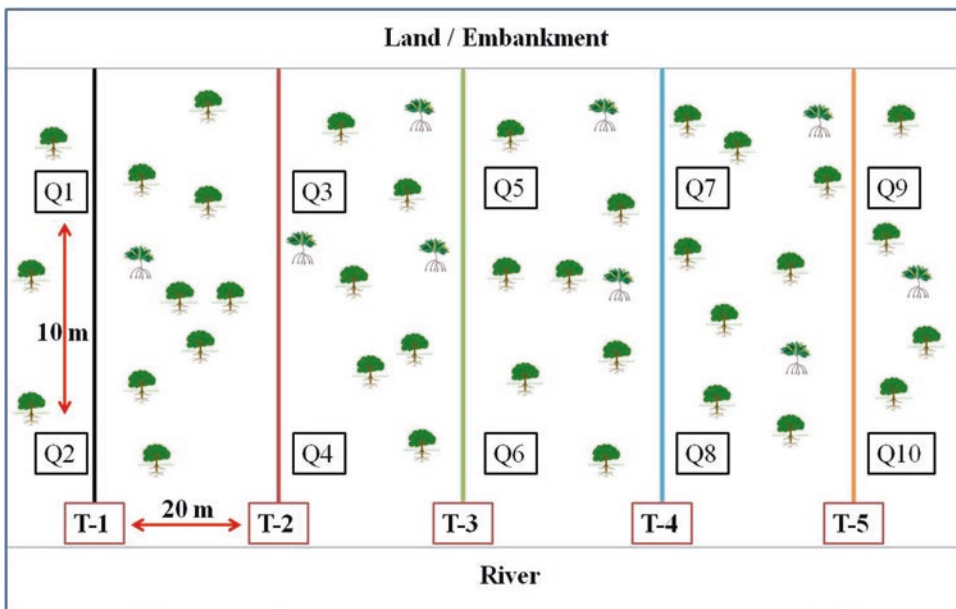 Land / Embankment
Q1
Q3
Q5
Q7
Q9
10 m
Q2
Q4
Q6
Q8
Q10
20 m
T-1
T-2
T-3
T-4
T-5
River